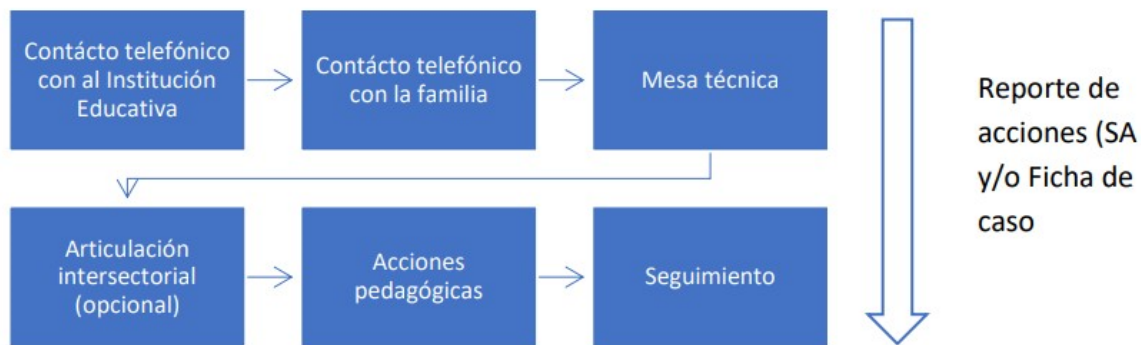 Contácto telefónico
con al Institución
Educativa
Contácto telefónico
con la familia
Mesa técnica
Articulación
intersectorial
(opcional)
Acciones
pedagógicas
Seguimiento
Reporte de
acciones (SA
y/o Ficha de
caso